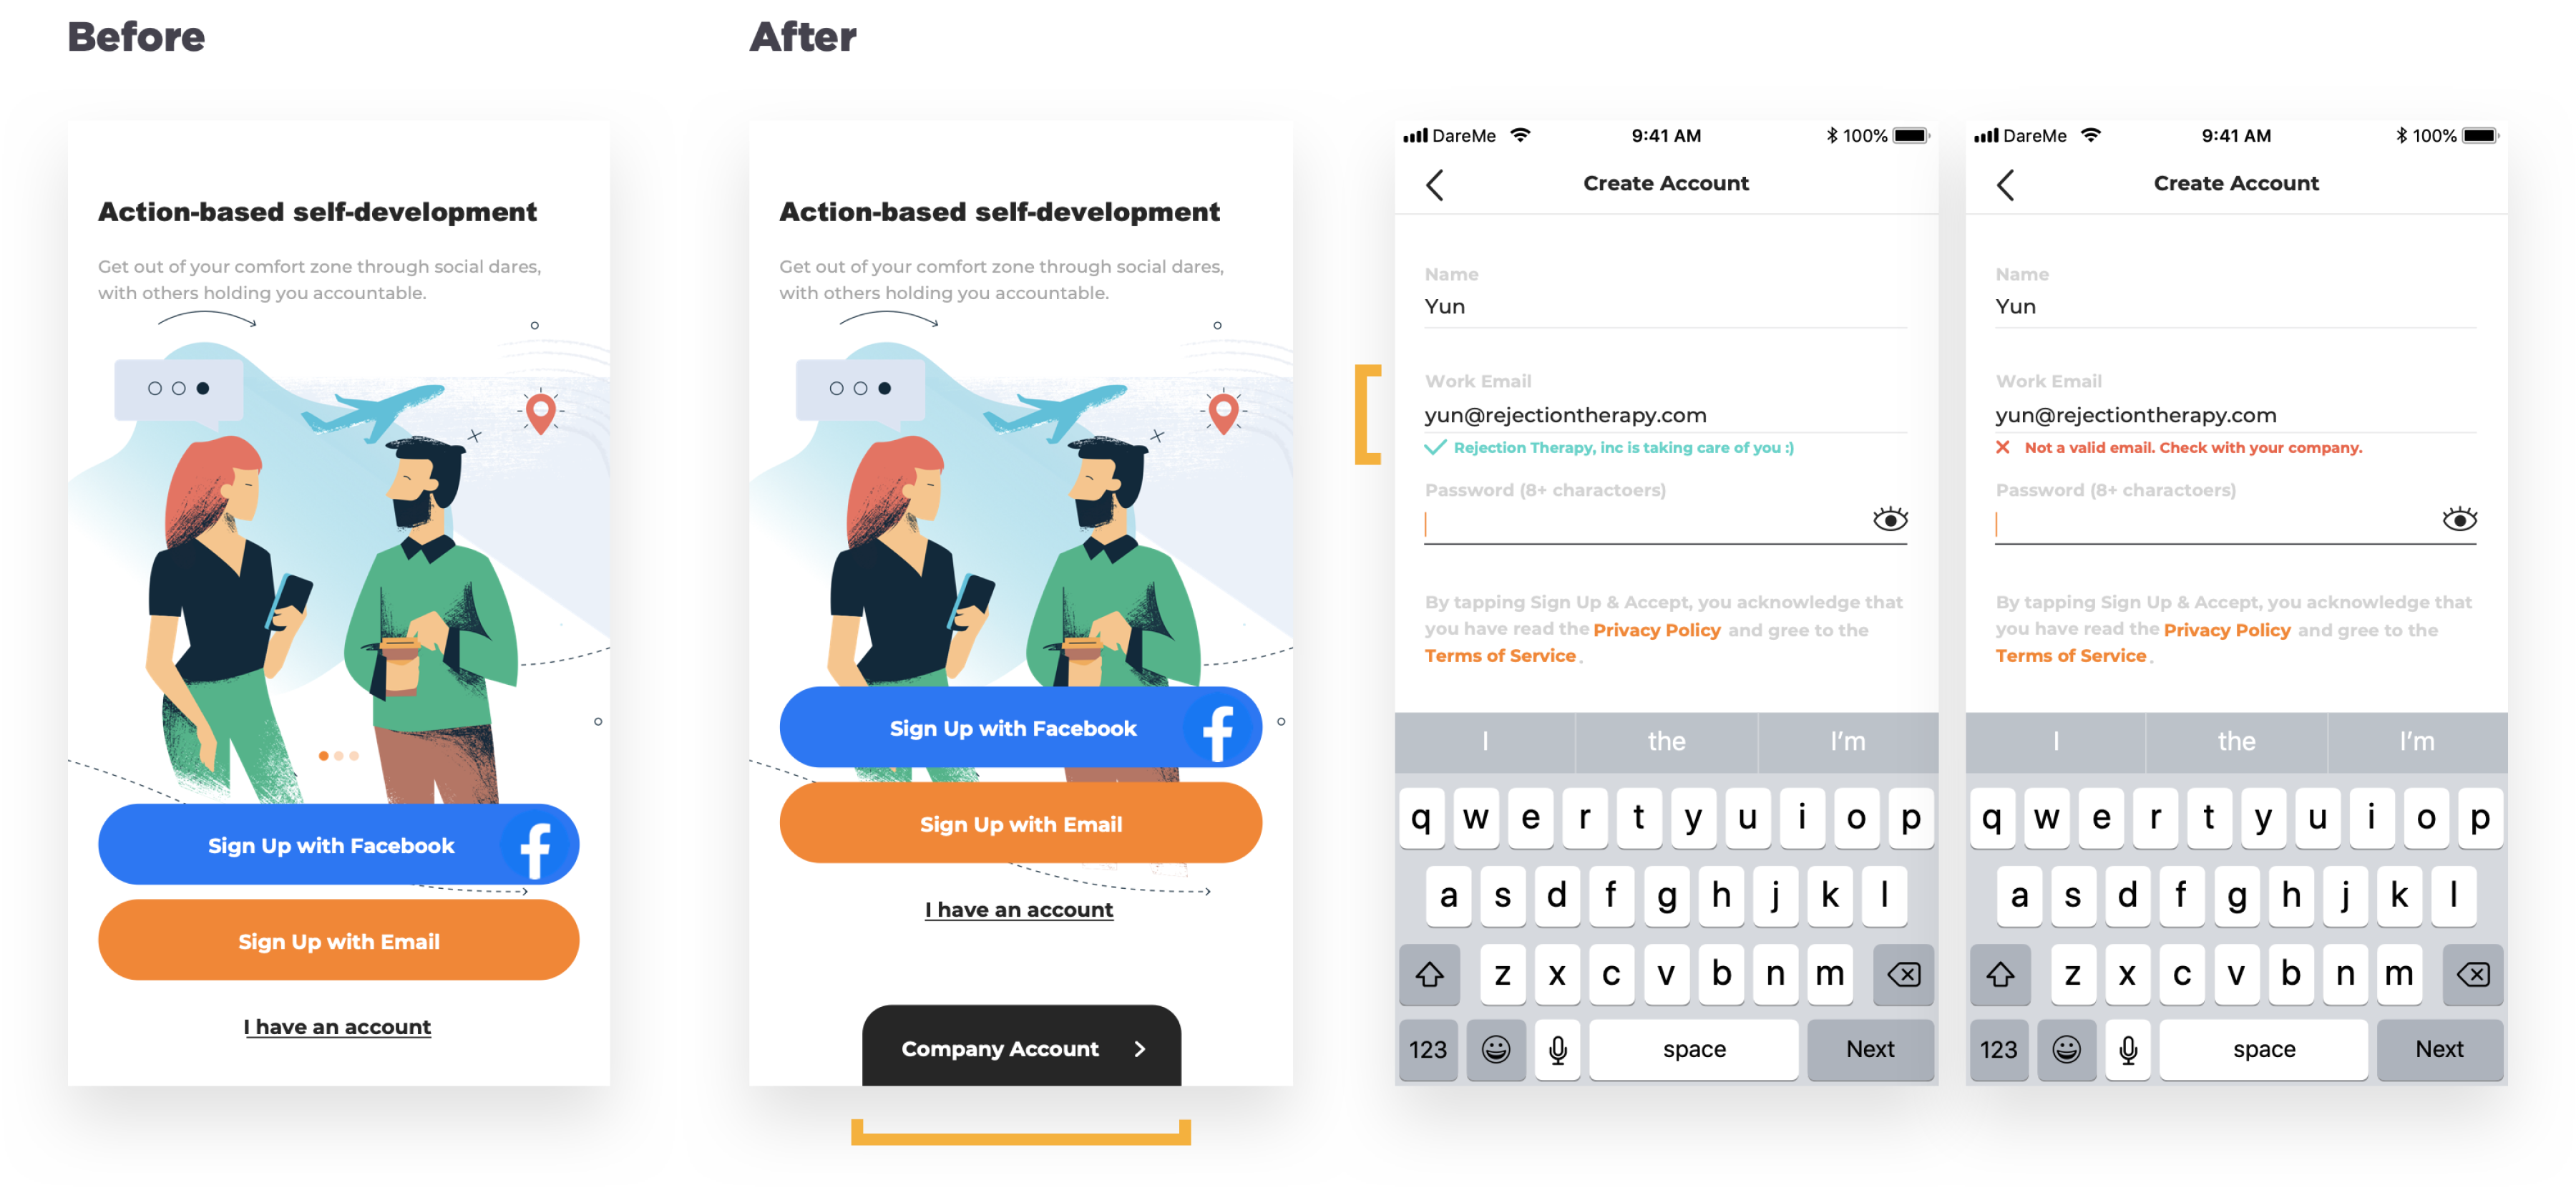 Before
Action-based self-development
Get out of your comfort zone through social dares,
with others holding you accountable.
Sign Up with Facebook
Sign Up with Email
I have an account
After
Action-based self-development
Get out of your comfort zone through social dares,
with others holding you accountable.
Sign Up with Facebook
Sign Up with Email
I have an account
Company Account
DareMe 9:41 AM 100%
Create Account
Name
Yun
Work Email
yun@rejectiontherapy.com
Rejection Therapy, inc is taking care of you :)
Password (8+ charactoers)
By tapping Sign Up & Accept, you acknowledge that
you have read the Privacy Policy and gree to the
Terms of Service.
I the I'm
q w e r t y u i o p
a s d f g h j k l
z x c v b n m
123 space Next
DareMe 9:41 AM 100%
Create Account
Name
Yun
Work Email
yun@rejectiontherapy.com
Not a valid email. Check with your company.
Password (8+ charactoers)
By tapping Sign Up & Accept, you acknowledge that
you have read the Privacy Policy and gree to the
Terms of Service.
I the I'm
q w e r t y u i o p
a s d f g h j k l
z x c v b n m
123 space Next